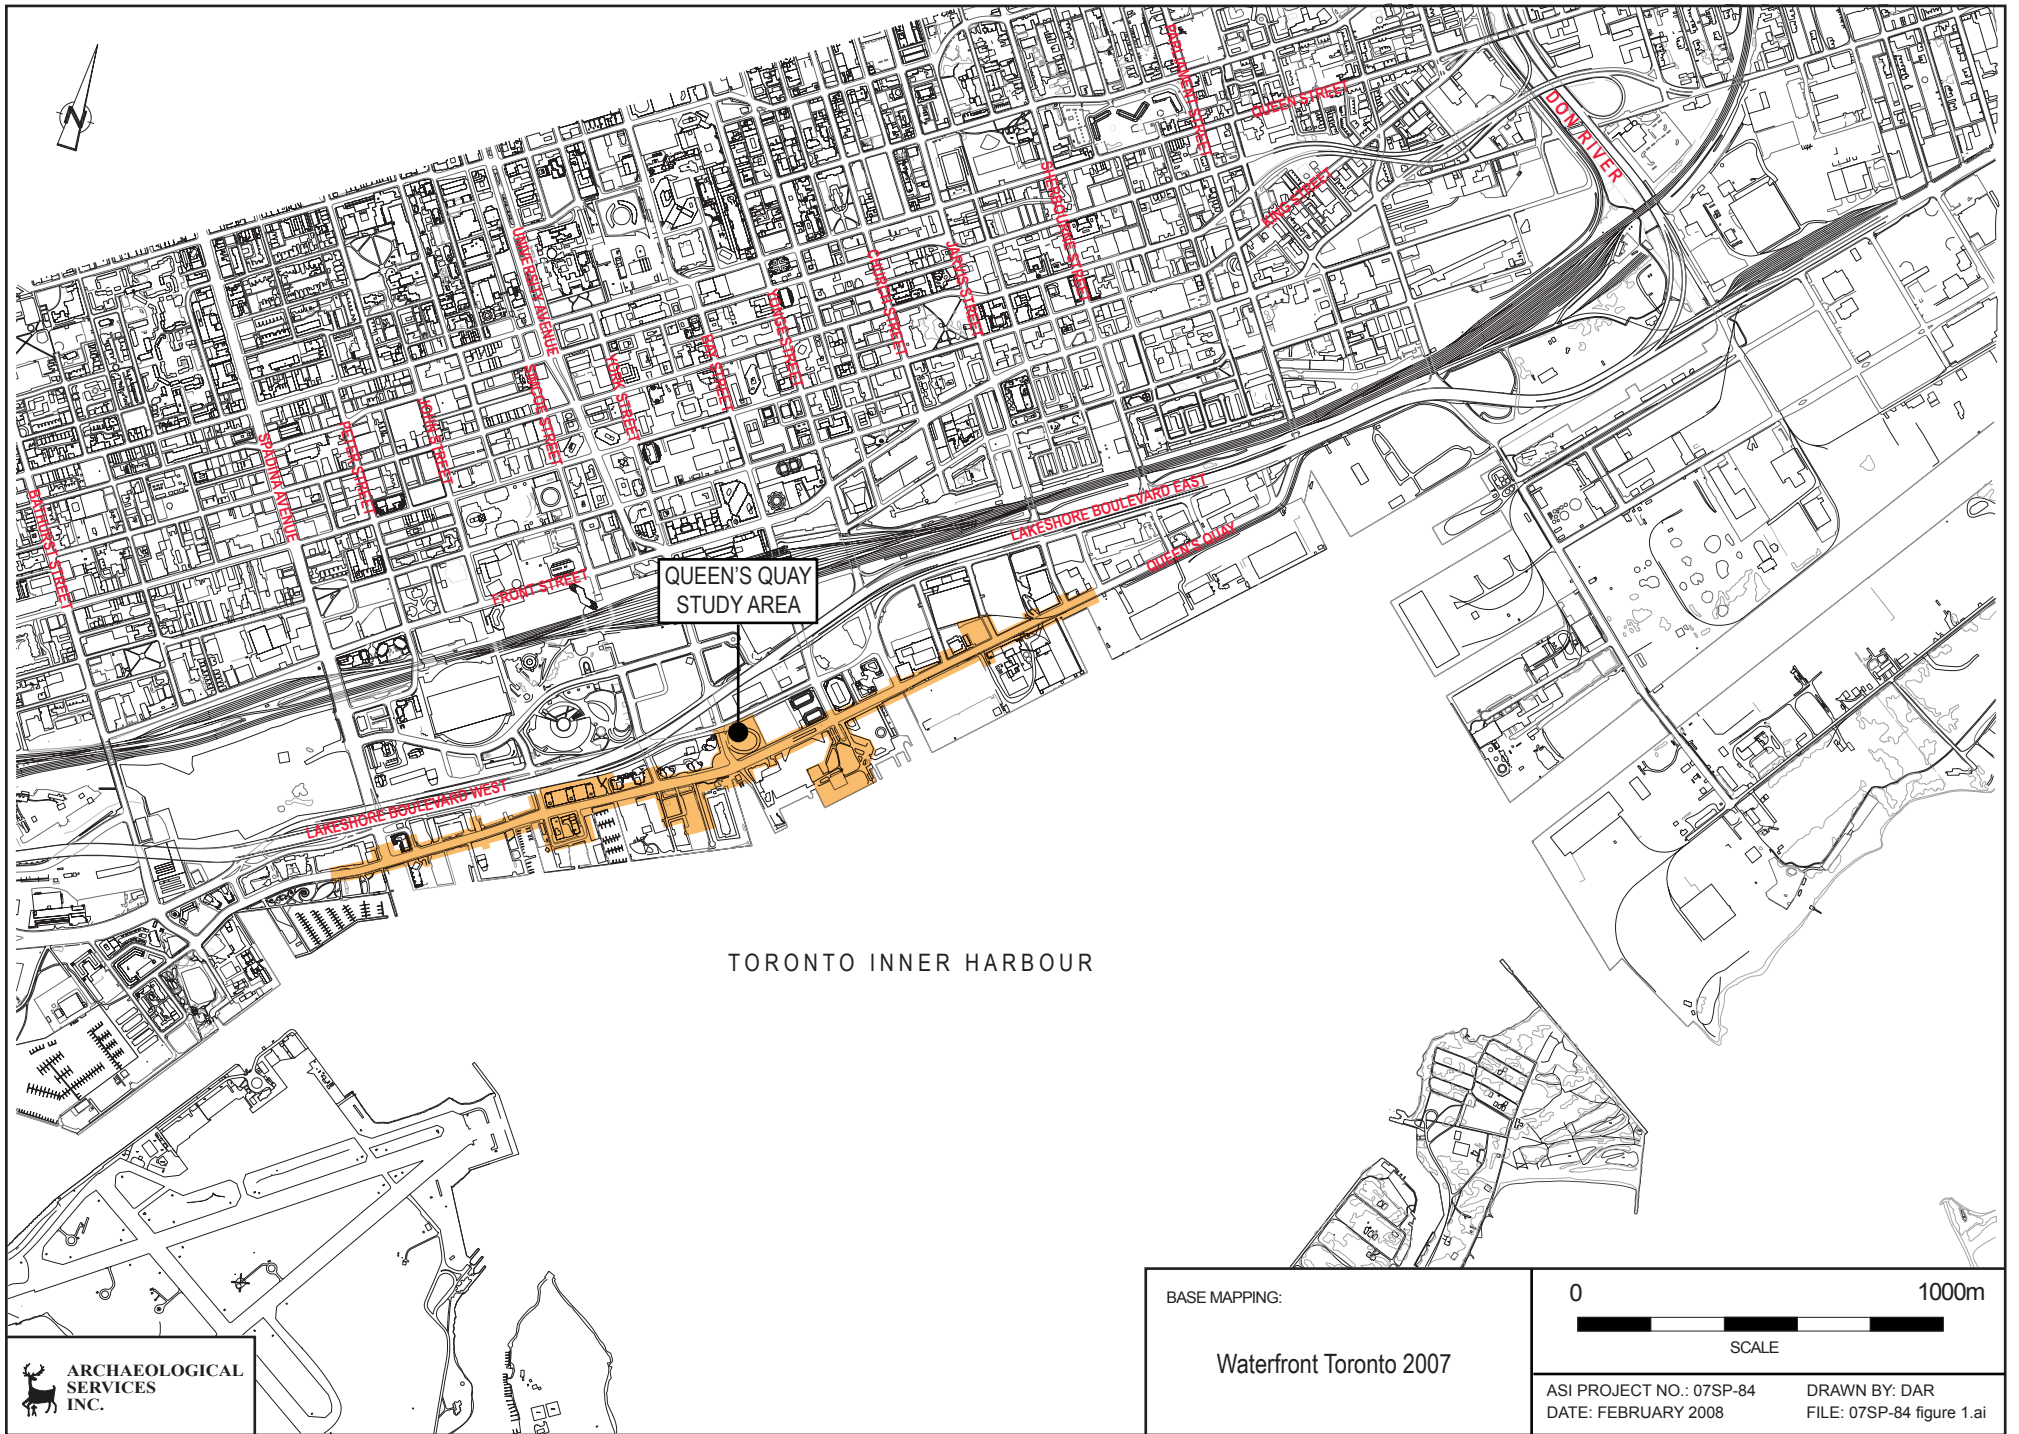 PARLIAMENT STREET
QUEEN STREET
DON RIVER
KING STREET
SHERBOURNE STREET
JARVIS STREET
CHURCH STREET
YONGE STREET
BAY STREET
YORK STREET
UNIVERSITY AVENUE
SIMCOE STREET
JOHN STREET
PETER STREET
SPADINA AVENUE
BATHURST STREET
FRONT STREET
LAKESHORE BOULEVARD EAST
QUEEN'S QUAY
QUEEN'S QUAY
STUDY AREA
LAKESHORE BOULEVARD WEST
TORONTO INNER HARBOUR
N
ARCHAEOLOGICAL
SERVICES
INC.
BASE MAPPING:
Waterfront Toronto 2007
0 1000m
SCALE
ASI PROJECT NO.: 07SP-84
DATE: FEBRUARY 2008
DRAWN BY: DAR
FILE: 07SP-84 figure 1.ai